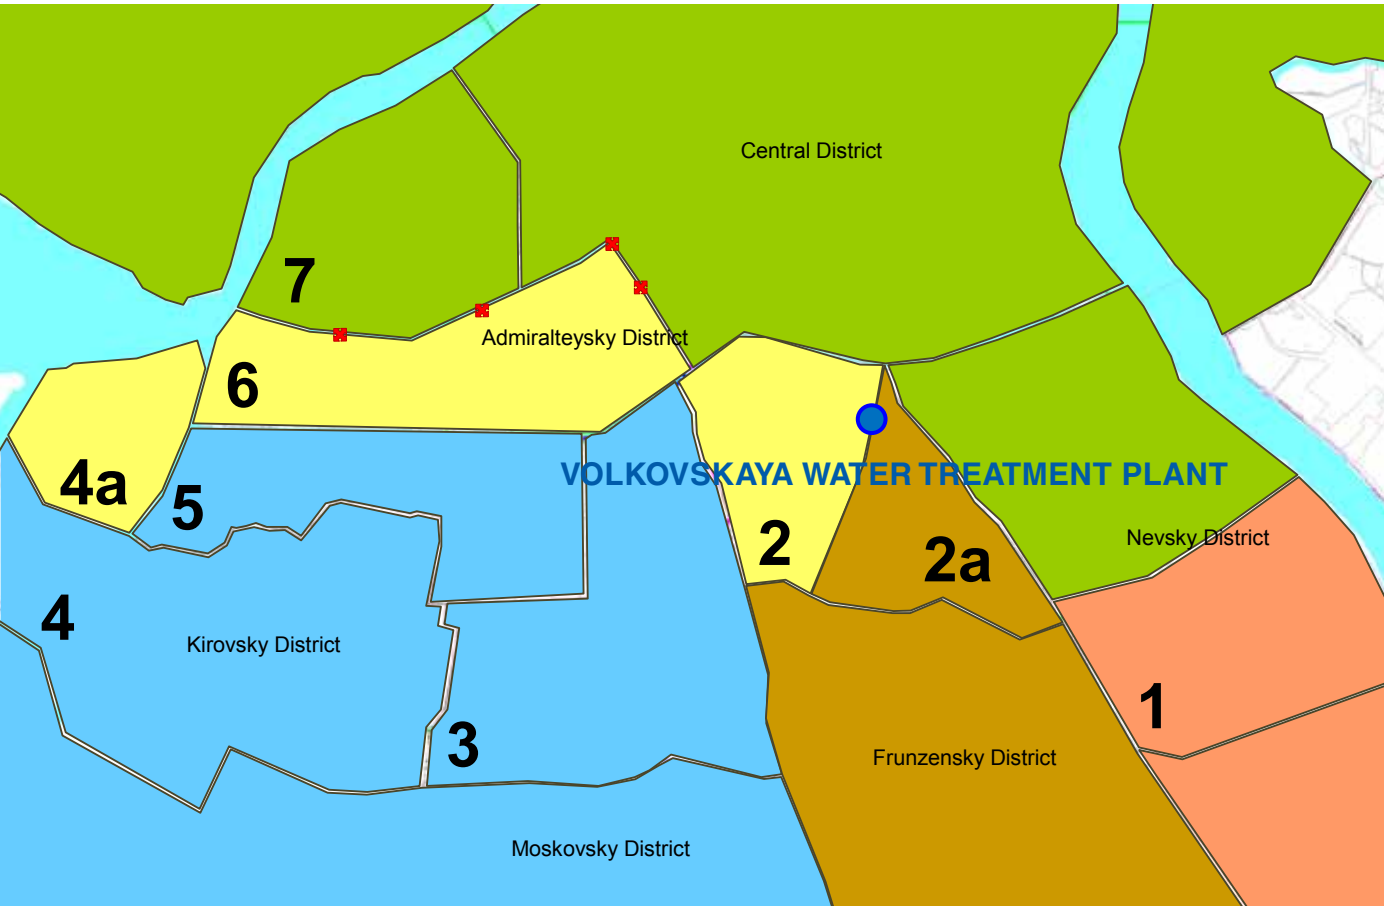 Central District
7
Admiralteysky District
6
4a
VOLKOVSKAYA WATER TREATMENT PLANT
5
2
Nevsky District
2a
4
Kirovsky District
1
3
Frunzensky District
Moskovsky District